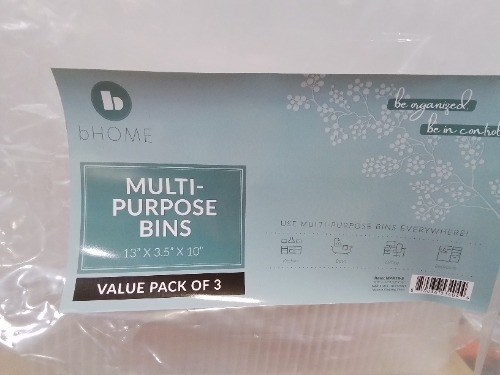 b
bHOME
be organized.
be in control
MULTI-
PURPOSE
BINS
13" X 3.5" X 10"
VALUE PACK OF 3
USE MULTI-PURPOSE BINS EVERYWHERE!